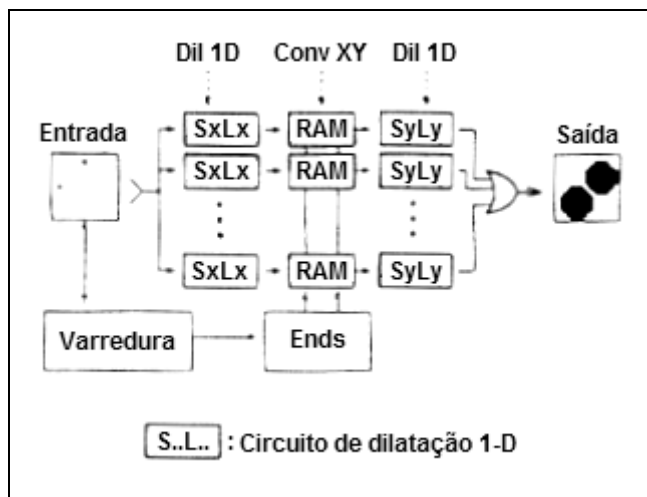 Dil 1D Conv XY Dil 1D
Entrada
SxLx RAM SyLy
Saída
SxLx RAM SyLy
SxLx RAM SyLy
Varredura Ends
S..L.. : Circuito de dilatação 1-D